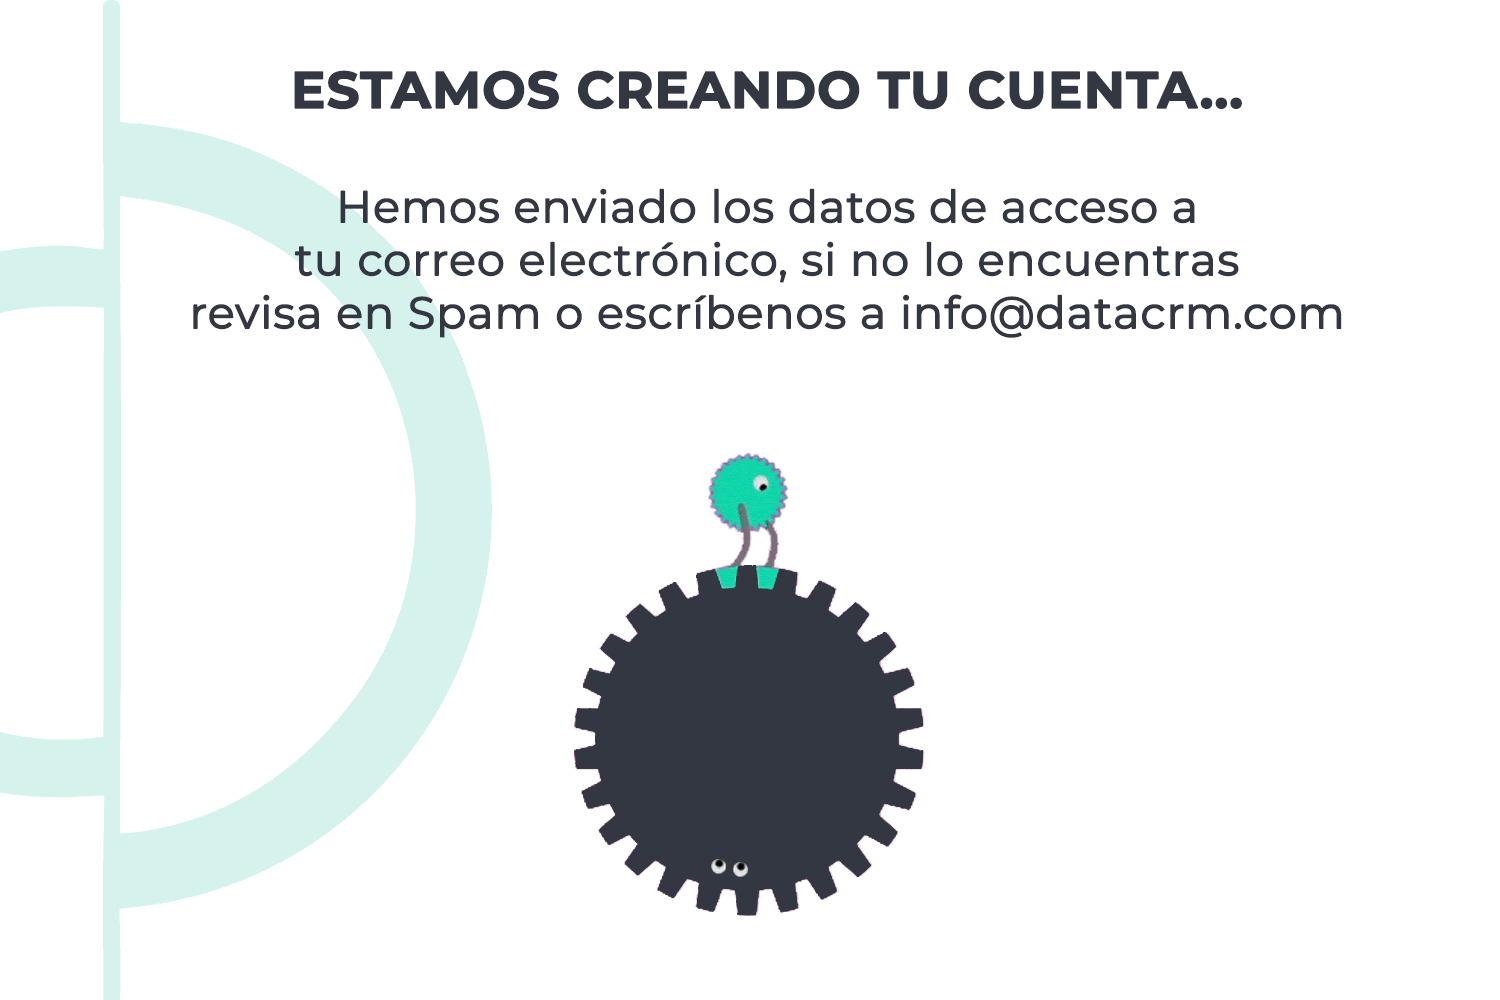 ESTAMOS CREANDO TU CUENTA...
Hemos enviado los datos de acceso a
tu correo electrónico, si no lo encuentras
revisa en Spam o escríbenos a info@datacrm.com